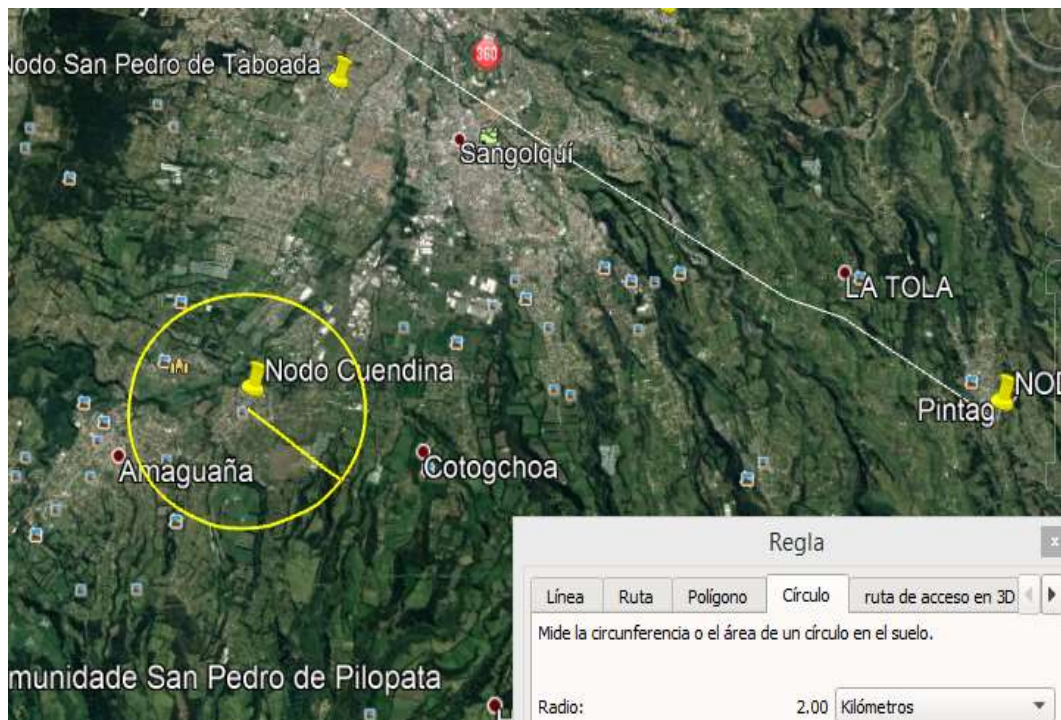 Nodo San Pedro de Taboada
360
Sangolquí
LA TOLA
Nodo Cuendina
NOD
Pintag
Amaguaña
Cotogchoa
Regla
x
Línea Ruta Polígono Círculo ruta de acceso en 3D
Mide la circunferencia o el área de un círculo en el suelo.
munidade San Pedro de Pilopata
Radio: 2.00 Kilómetros